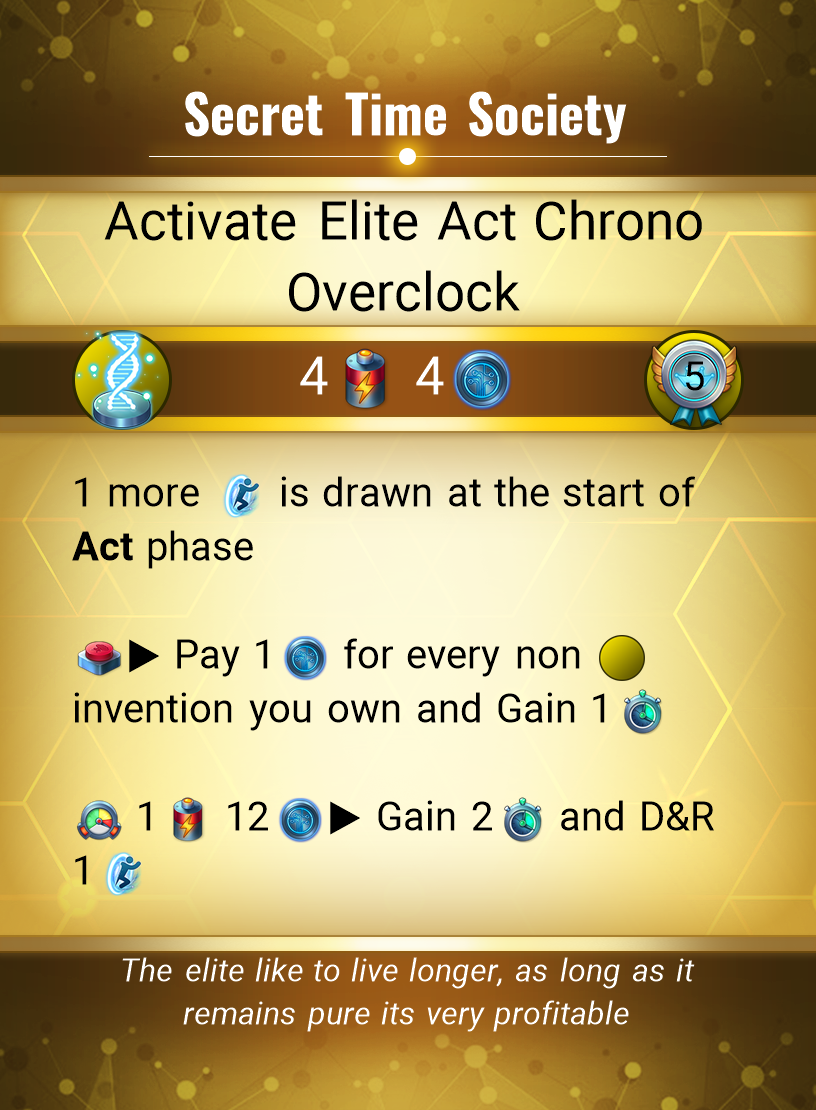 Secret Time Society
Activate Elite Act Chrono
Overclock
4 4 5
1 more is drawn at the start of
Act phase
▶ Pay 1 for every non
invention you own and Gain 1
1 12 ▶ Gain 2 and D&R
1
The elite like to live longer, as long as it
remains pure its very profitable